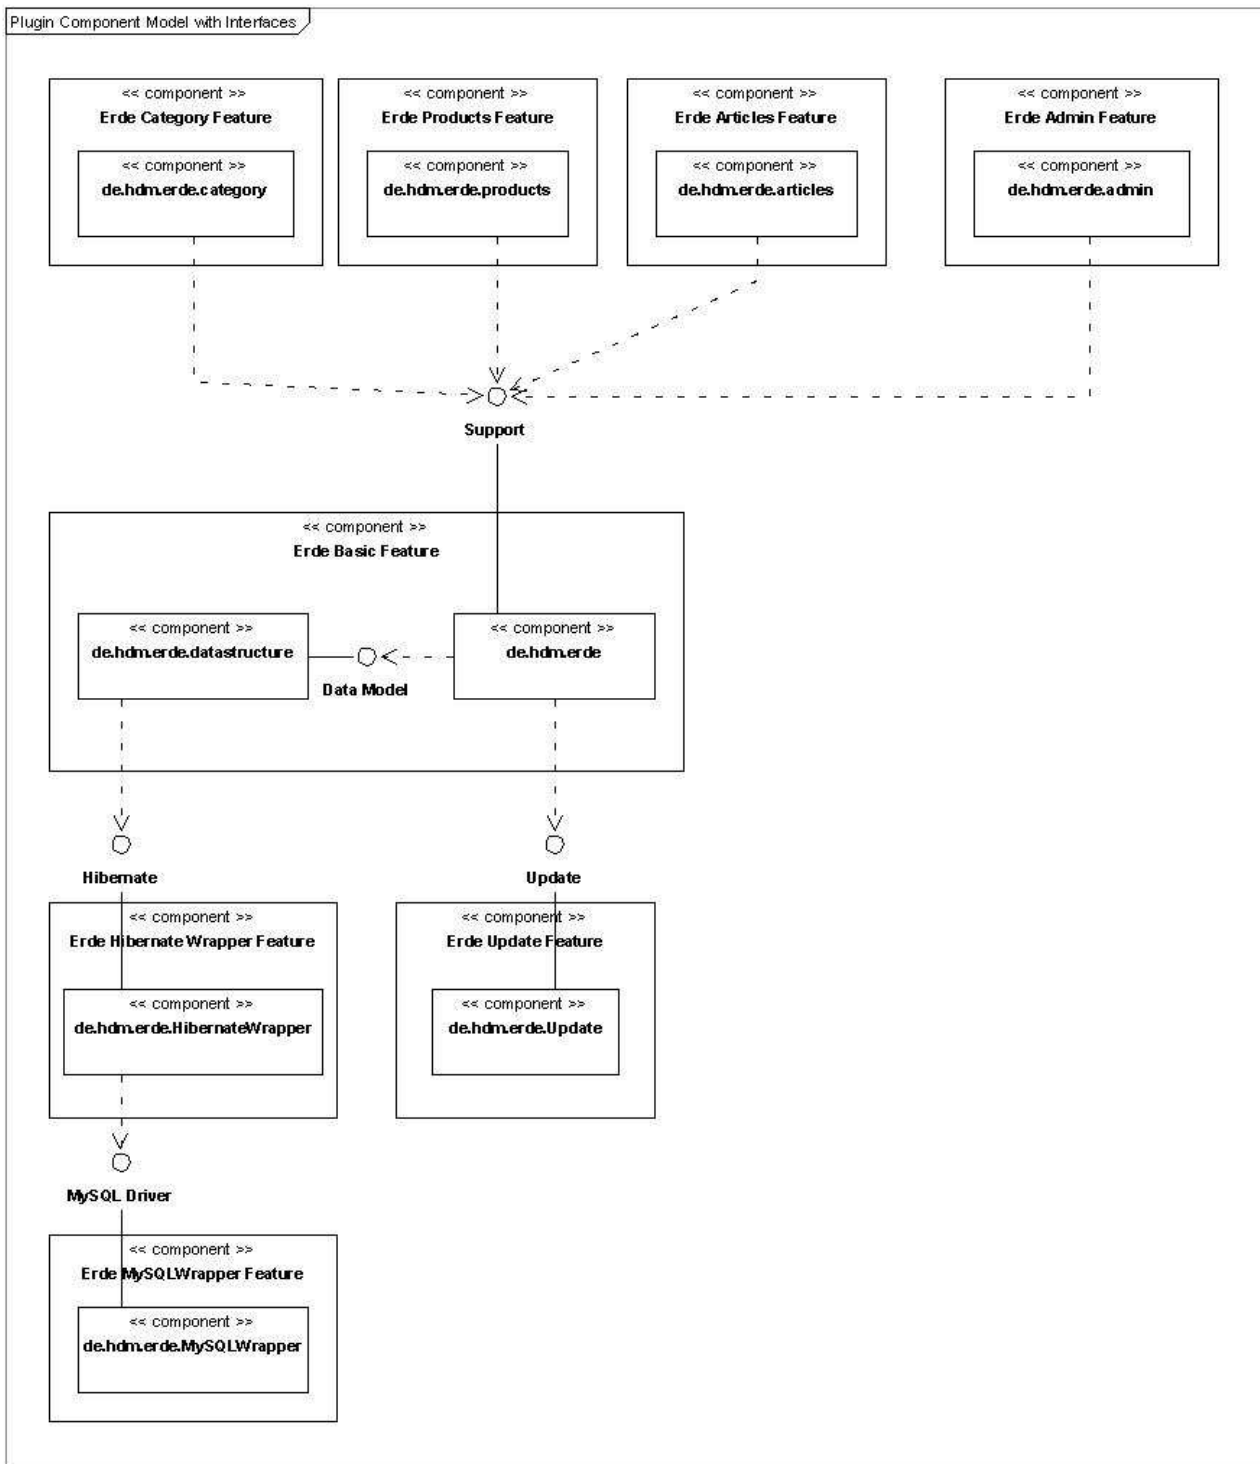 Plugin Component Model with Interfaces
<< component >>
Erde Category Feature
<< component >>
de.hdm.erde.category
<< component >>
Erde Products Feature
<< component >>
de.hdm.erde.products
<< component >>
Erde Articles Feature
<< component >>
de.hdm.erde.articles
<< component >>
Erde Admin Feature
<< component >>
de.hdm.erde.admin
Support
<< component >>
Erde Basic Feature
<< component >>
de.hdm.erde.datastructure
Data Model
<< component >>
de.hdm.erde
Hibernate
<< component >>
Erde Hibernate Wrapper Feature
<< component >>
de.hdm.erde.HibernateWrapper
Update
<< component >>
Erde Update Feature
<< component >>
de.hdm.erde.Update
MySQL Driver
<< component >>
Erde MySQLWrapper Feature
<< component >>
de.hdm.erde.MySQLWrapper